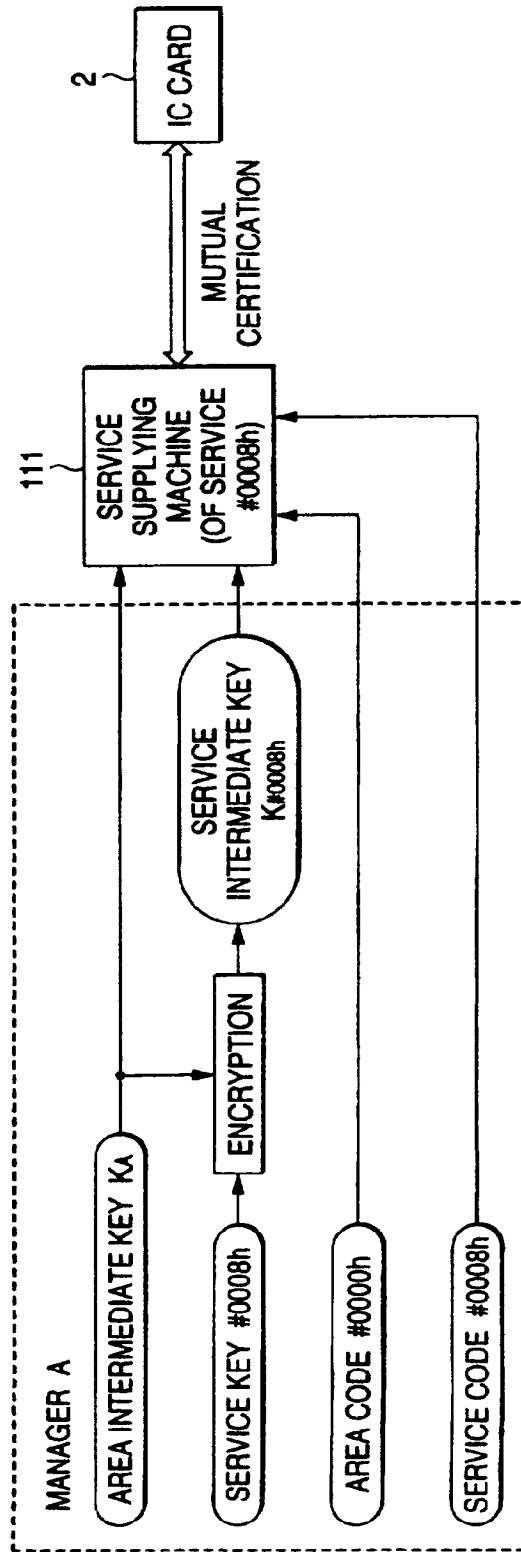 MANAGER A
AREA INTERMEDIATE KEY KA
SERVICE KEY #0008h
AREA CODE #0000h
SERVICE CODE #0008h
ENCRYPTION
SERVICE
INTERMEDIATE KEY
K#0008h
111
SERVICE
SUPPLYING
MACHINE
(OF SERVICE
#0008h)
MUTUAL
CERTIFICATION
2
IC CARD